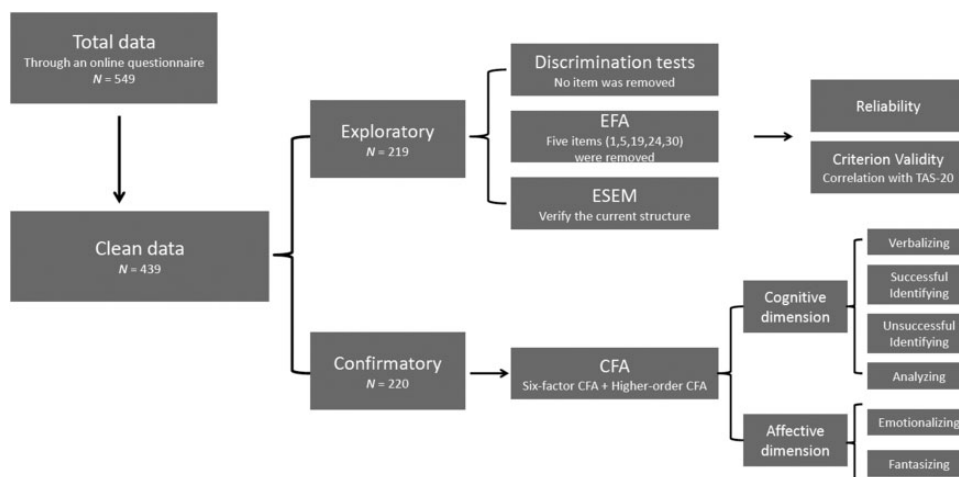 Total data
Through an online questionnaire
N = 549
Clean data
N = 439
Exploratory
N = 219
Discrimination tests
No item was removed
EFA
Five items (1,5,19,24,30)
were removed
ESEM
Verify the current structure
Reliability
Criterion Validity
Correlation with TAS-20
Confirmatory
N = 220
CFA
Six-factor CFA + Higher-order CFA
Cognitive
dimension
Verbalizing
Successful
Identifying
Unsuccessful
Identifying
Analyzing
Affective
dimension
Emotionalizing
Fantasizing